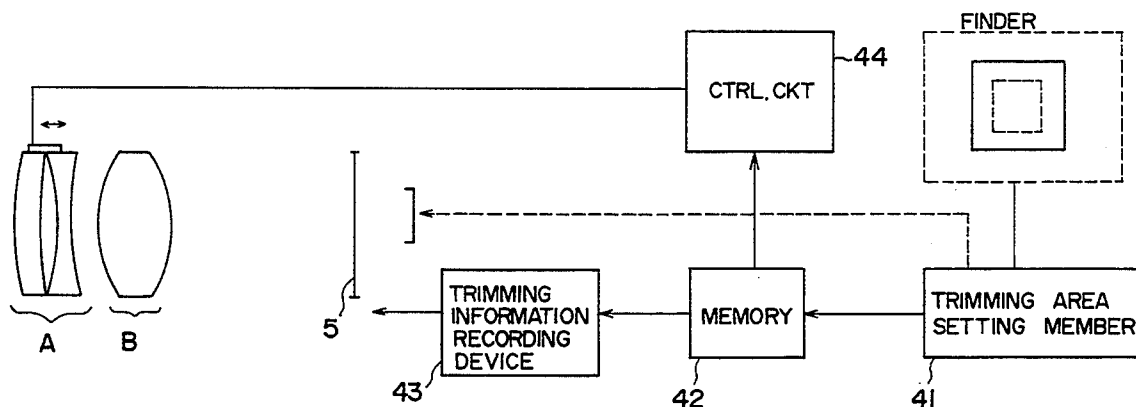 FINDER
44
CTRL. CKT
A
B
5
TRIMMING
INFORMATION
RECORDING
DEVICE
43
MEMORY
42
TRIMMING AREA
SETTING MEMBER
41